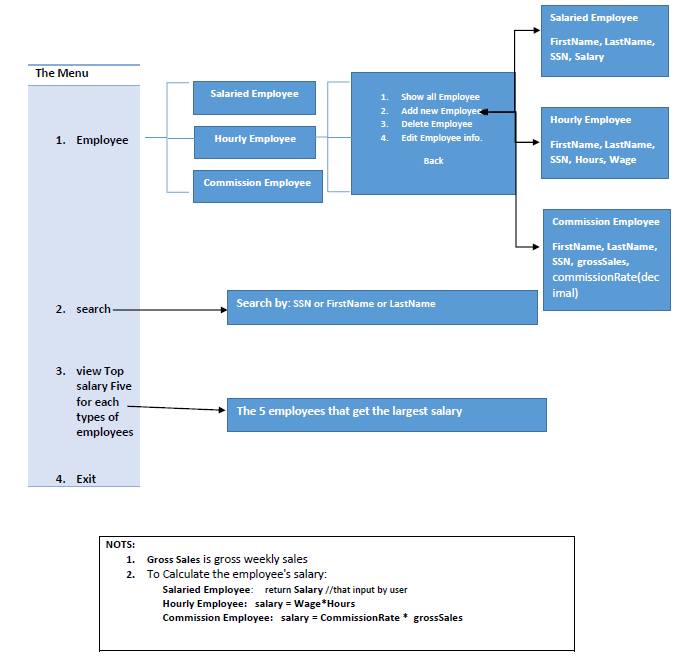 The Menu
1. Employee
Salaried Employee
Hourly Employee
Commission Employee
1. Show all Employee
2. Add new Employee
3. Delete Employee
4. Edit Employee info.
Back
Salaried Employee
FirstName, LastName,
SSN, Salary
Hourly Employee
FirstName, LastName,
SSN, Hours, Wage
Commission Employee
FirstName, LastName,
SSN, grossSales,
commissionRate(dec
imal)
2. search
Search by: SSN or FirstName or LastName
3. view Top
salary Five
for each
types of
employees
The 5 employees that get the largest salary
4. Exit
NOTS:
1. Gross Sales is gross weekly sales
2. To Calculate the employee's salary:
Salaried Employee: return Salary //that input by user
Hourly Employee: salary = Wage*Hours
Commission Employee: salary = CommissionRate * grossSales